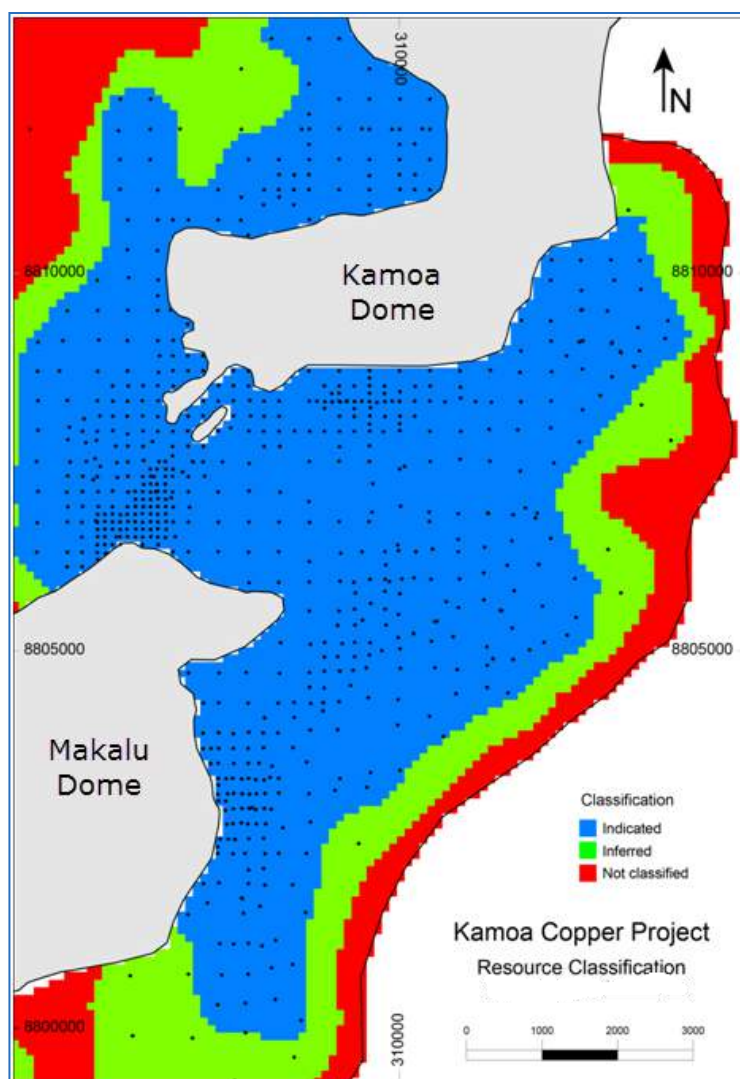 310000
N
8810000
8810000
Kamoa
Dome
8805000
8805000
Makalu
Dome
Classification
Indicated
Inferred
Not classified
Kamoa Copper Project
Resource Classification
8800000
310000
0 1000 2000 3000